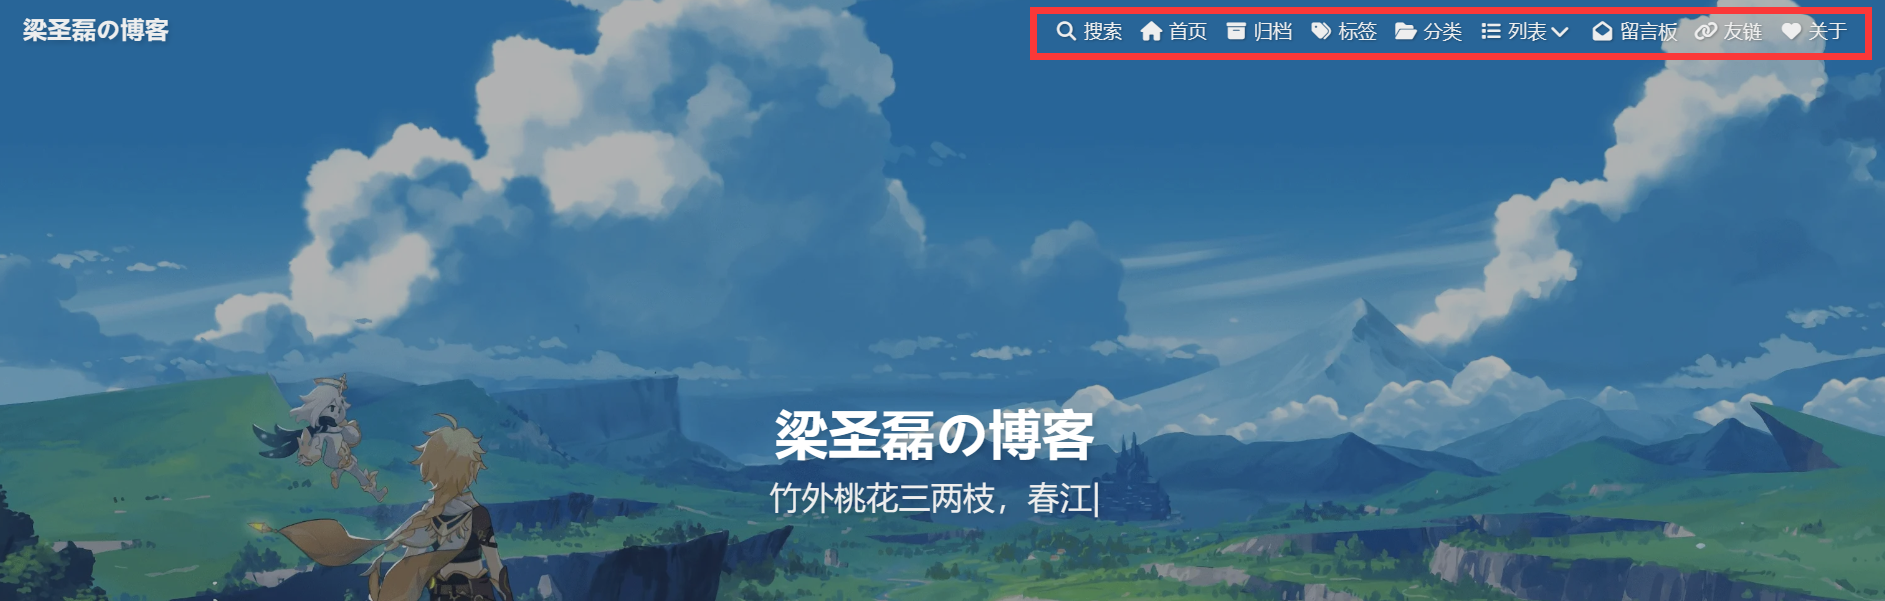 梁圣磊の博客
搜索 首页 归档 标签 分类 列表 留言板 友链 关于
梁圣磊の博客
竹外桃花三两枝，春江|